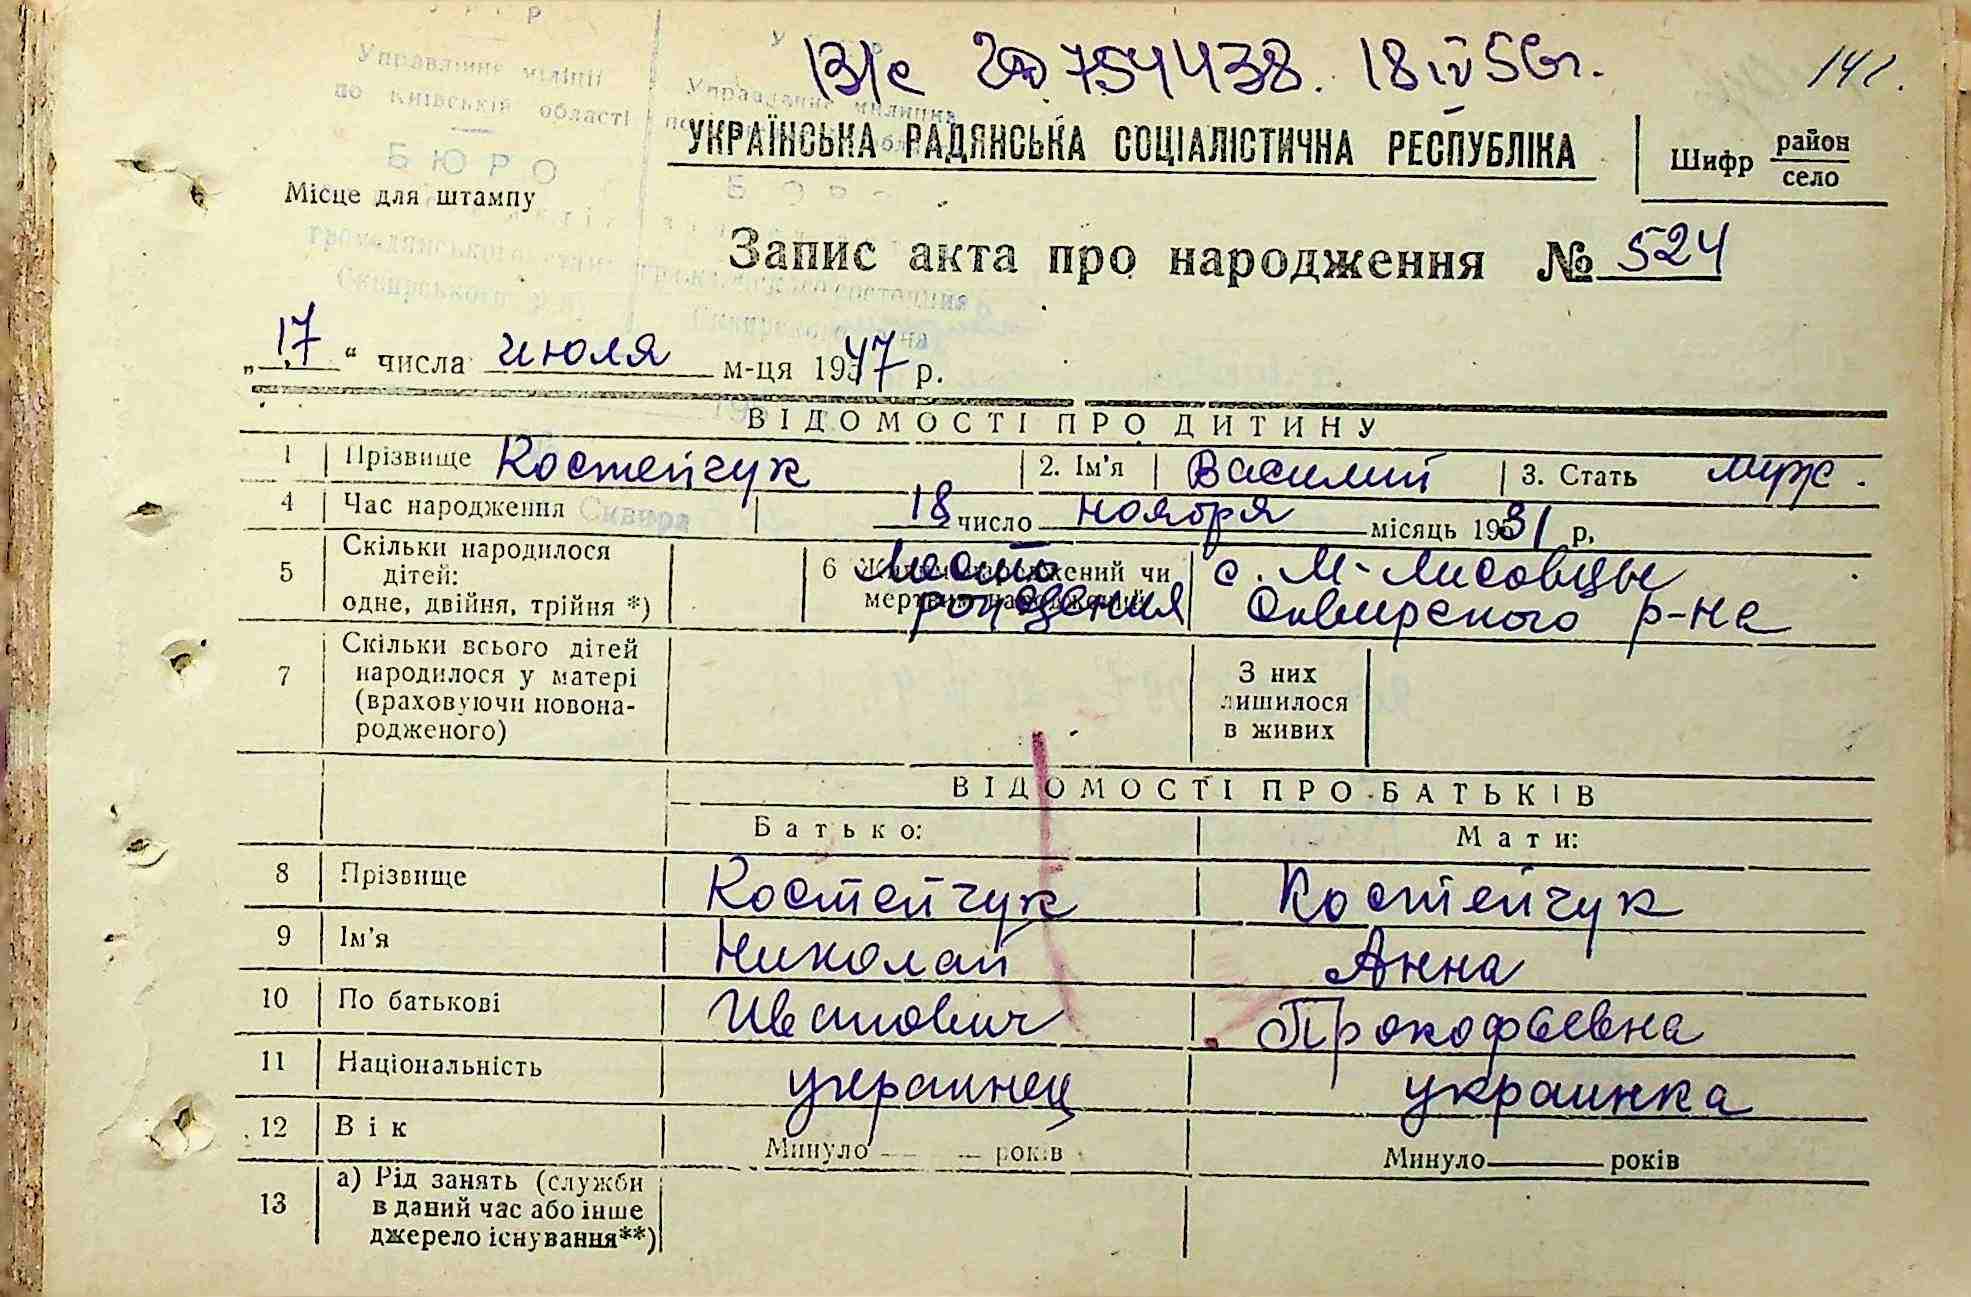 В/с 754438. 18 IV 56 г. 141.
Управління міліції
по Київській області
БЮРО
УКРАЇНСЬКА РАДЯНСЬКА СОЦІАЛІСТИЧНА РЕСПУБЛІКА
Шифр район
село
Місце для штампу
Запис акта про народження № 524
„17“ числа июля м-ця 1947 р.
ВІДОМОСТІ ПРО ДИТИНУ
1 Прізвище Костейчук 2. Ім'я Василий 3. Стать муж.
4 Час народження Сквира 18 число ноября місяць 1931 р,
5 Скільки народилося дітей: одне, двійня, трійня *)
6 место рождения с. М-Лисовцы Сквирского р-на
7 Скільки всього дітей народилося у матері (враховуючи новонародженого)
З них лишилося в живих
ВІДОМОСТІ ПРО БАТЬКІВ
Батько: Мати:
8 Прізвище Костейчук Костейчук
9 Ім'я Николай Анна
10 По батькові Прокофьевна
11 Національність украинец украинка
12 Вік Минуло — — років Минуло — років
13 а) Рід занять (служби в даний час або інше джерело існування**)